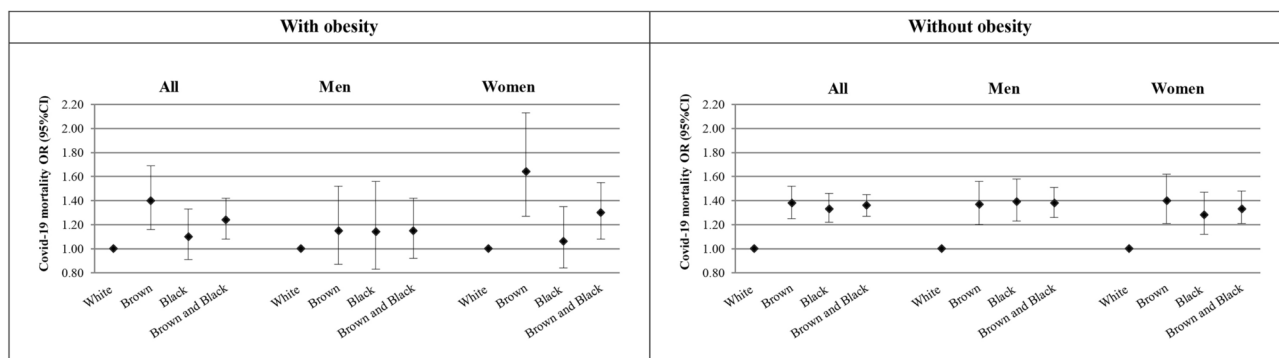 With obesity
Without obesity
All Men Women
Covid-19 mortality OR (95%CI)
2.20
2.00
1.80
1.60
1.40
1.20
1.00
0.80
White Brown Black Brown and Black White Brown Black Brown and Black White Brown Black Brown and Black
All Men Women
Covid-19 mortality OR (95%CI)
2.20
2.00
1.80
1.60
1.40
1.20
1.00
0.80
White Brown Black Brown and Black White Brown Black Brown and Black White Brown Black Brown and Black